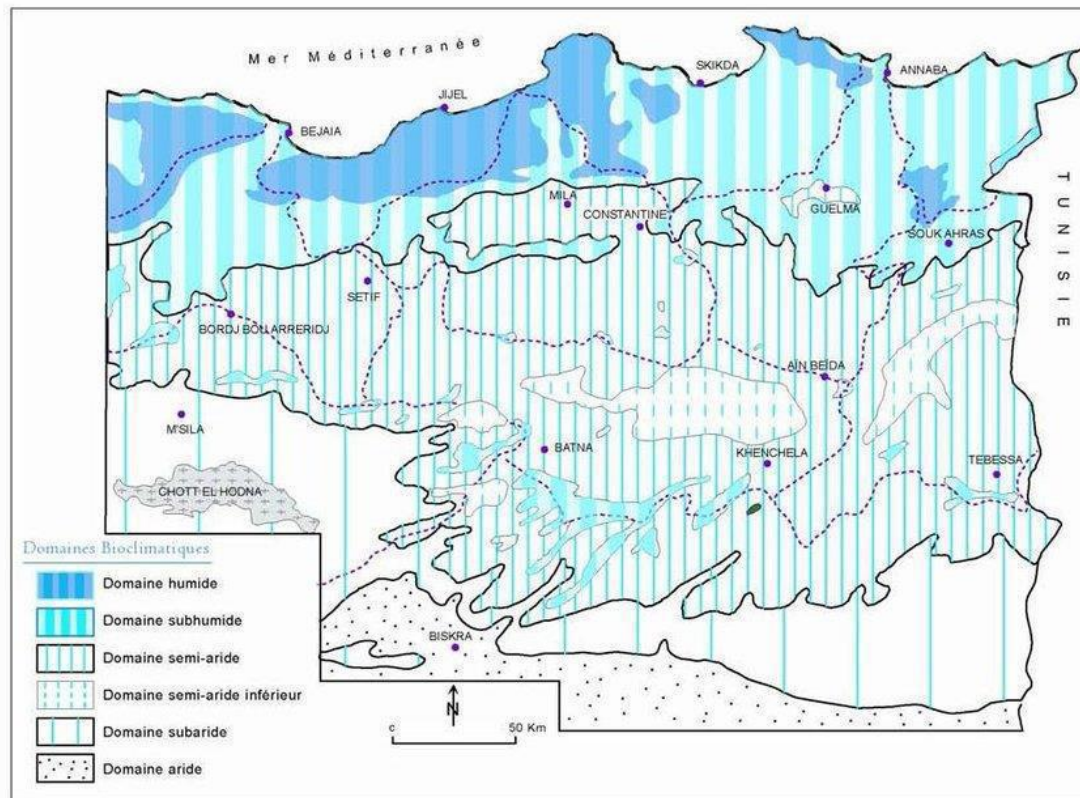 Mer Méditerranée
SKIKDA
ANNABA
JIJEL
BEJAIA
TUNISIE
MILA
CONSTANTINE
GUELMA
SOUK AHRAS
SETIF
BORDJ BOU ARRERIDJ
AÏN BEÏDA
M'SILA
BATNA
KHENCHELA
TEBESSA
CHOTT EL HODNA
Domaines Bioclimatiques
Domaine humide
Domaine subhumide
Domaine semi-aride
Domaine semi-aride inférieur
Domaine subaride
Domaine aride
BISKRA
N
c 50 Km